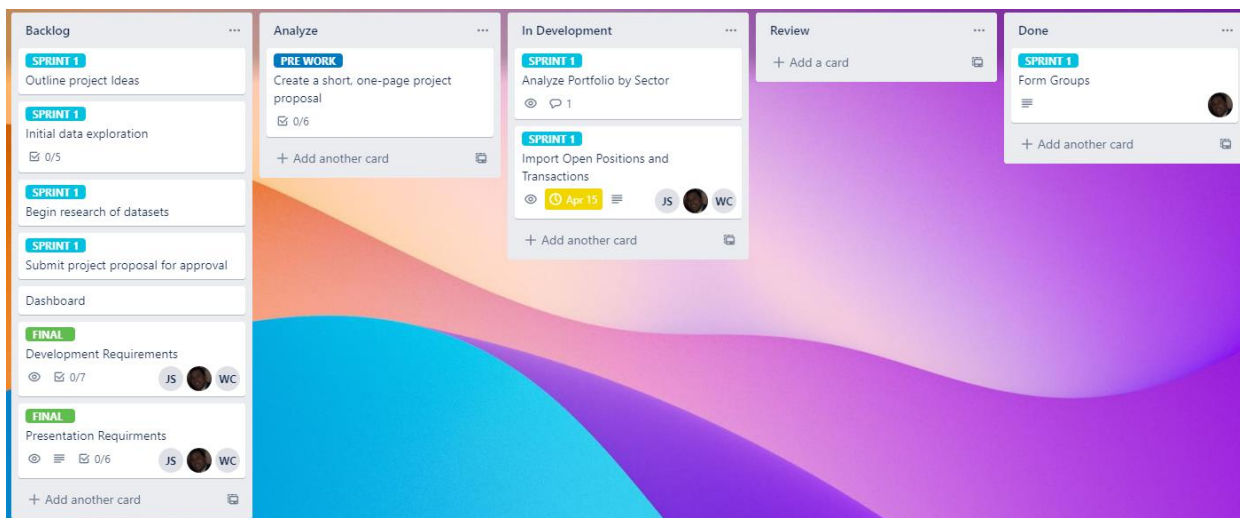 Backlog
SPRINT 1
Outline project Ideas
SPRINT 1
Initial data exploration
0/5
SPRINT 1
Begin research of datasets
SPRINT 1
Submit project proposal for approval
Dashboard
FINAL
Development Requirements
0/7 JS WC
FINAL
Presentation Requirments
0/6 JS WC
+ Add another card
Analyze
PRE WORK
Create a short, one-page project
proposal
0/6
+ Add another card
In Development
SPRINT 1
Analyze Portfolio by Sector
1
SPRINT 1
Import Open Positions and
Transactions
Apr 15 JS WC
+ Add another card
Review
+ Add a card
Done
SPRINT 1
Form Groups
+ Add another card